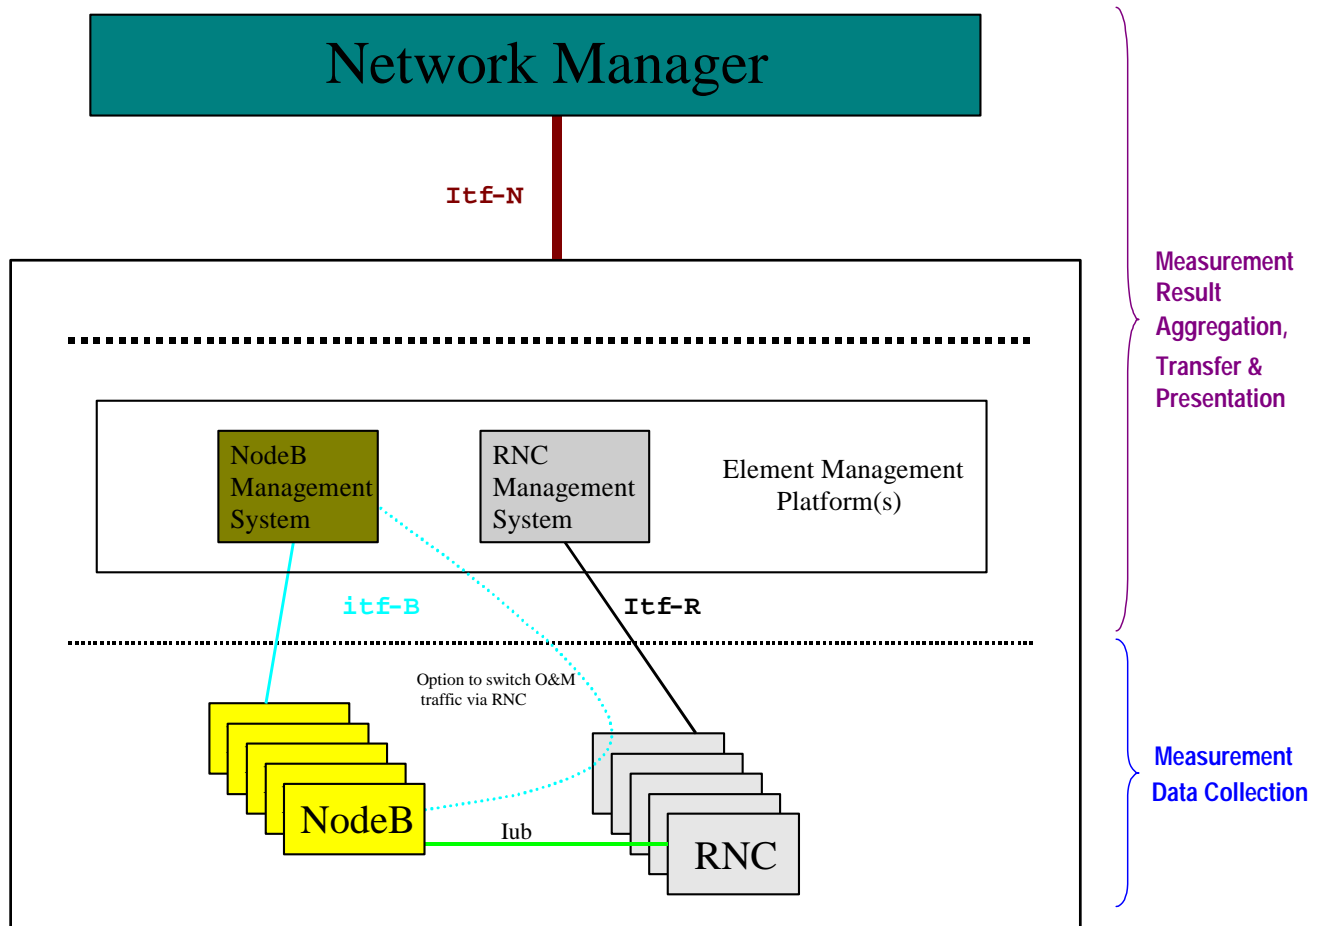 Network Manager
Itf-N
Measurement
Result
Aggregation,
Transfer &
Presentation
NodeB
Management
System
RNC
Management
System
Element Management
Platform(s)
itf-B
Itf-R
Option to switch O&M
traffic via RNC
Measurement
Data Collection
NodeB
Iub
RNC